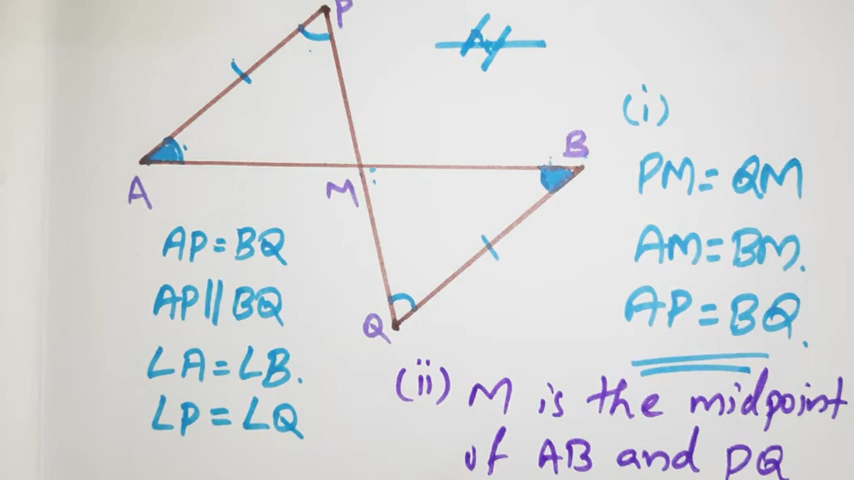 P
A
M
B
Q
AP = BQ
AP || BQ
∠A = ∠B.
∠P = ∠Q
(i)
PM = QM
AM = BM.
AP = BQ.
(ii) M is the midpoint
of AB and PQ